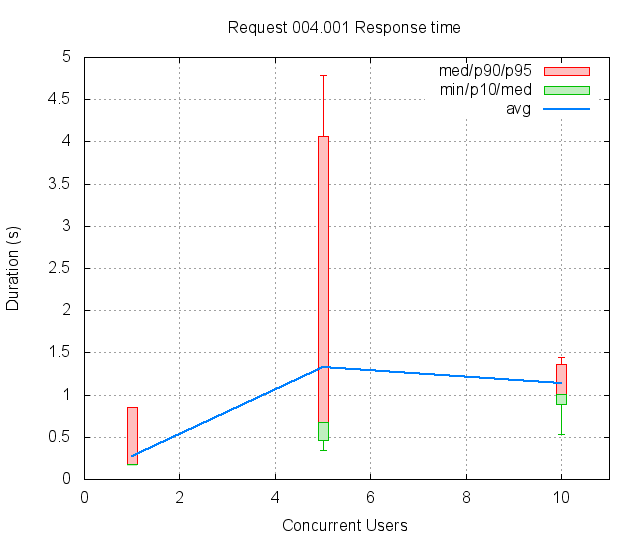 Request 004.001 Response time
med/p90/p95
min/p10/med
avg
5
4.5
4
3.5
3
2.5
2
1.5
1
0.5
0
Duration (s)
0 2 4 6 8 10
Concurrent Users